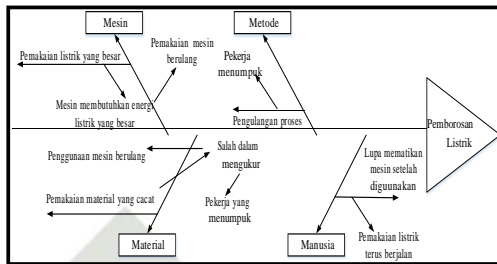 Mesin
Metode
Pemakaian mesin
berulang
Pemakaian listrik yang besar
Pekerja
menumpuk
Mesin membutuhkan energi
listrik yang besar
Pengulangan proses
Pemborosan
Listrik
Penggunaan mesin berulang
Salah dalam
mengukur
Lupa mematikan
mesin setelah
diguunakan
Pemakaian material yang cacat
Pekerja yang
menumpuk
Material
Manusia
Pemakaian listrik
terus berjalan